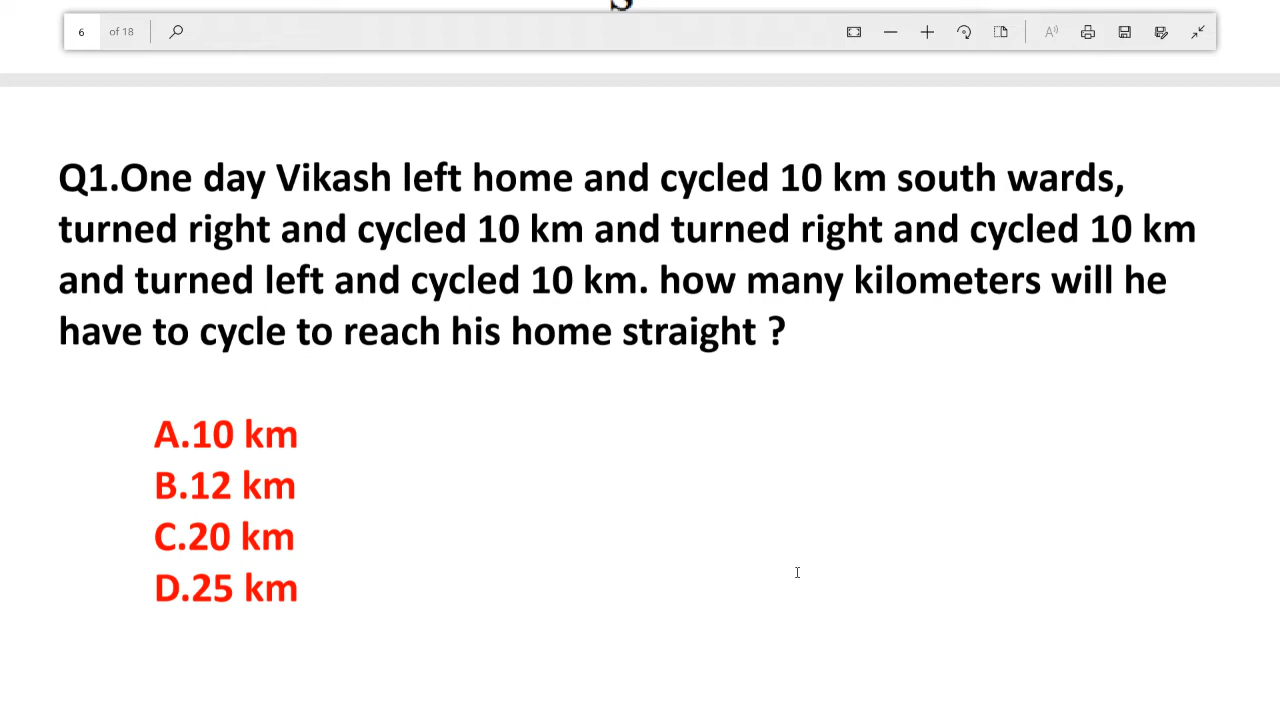 S
6 of 18
Q1.One day Vikash left home and cycled 10 km south wards,
turned right and cycled 10 km and turned right and cycled 10 km
and turned left and cycled 10 km. how many kilometers will he
have to cycle to reach his home straight ?
A.10 km
B.12 km
C.20 km
D.25 km